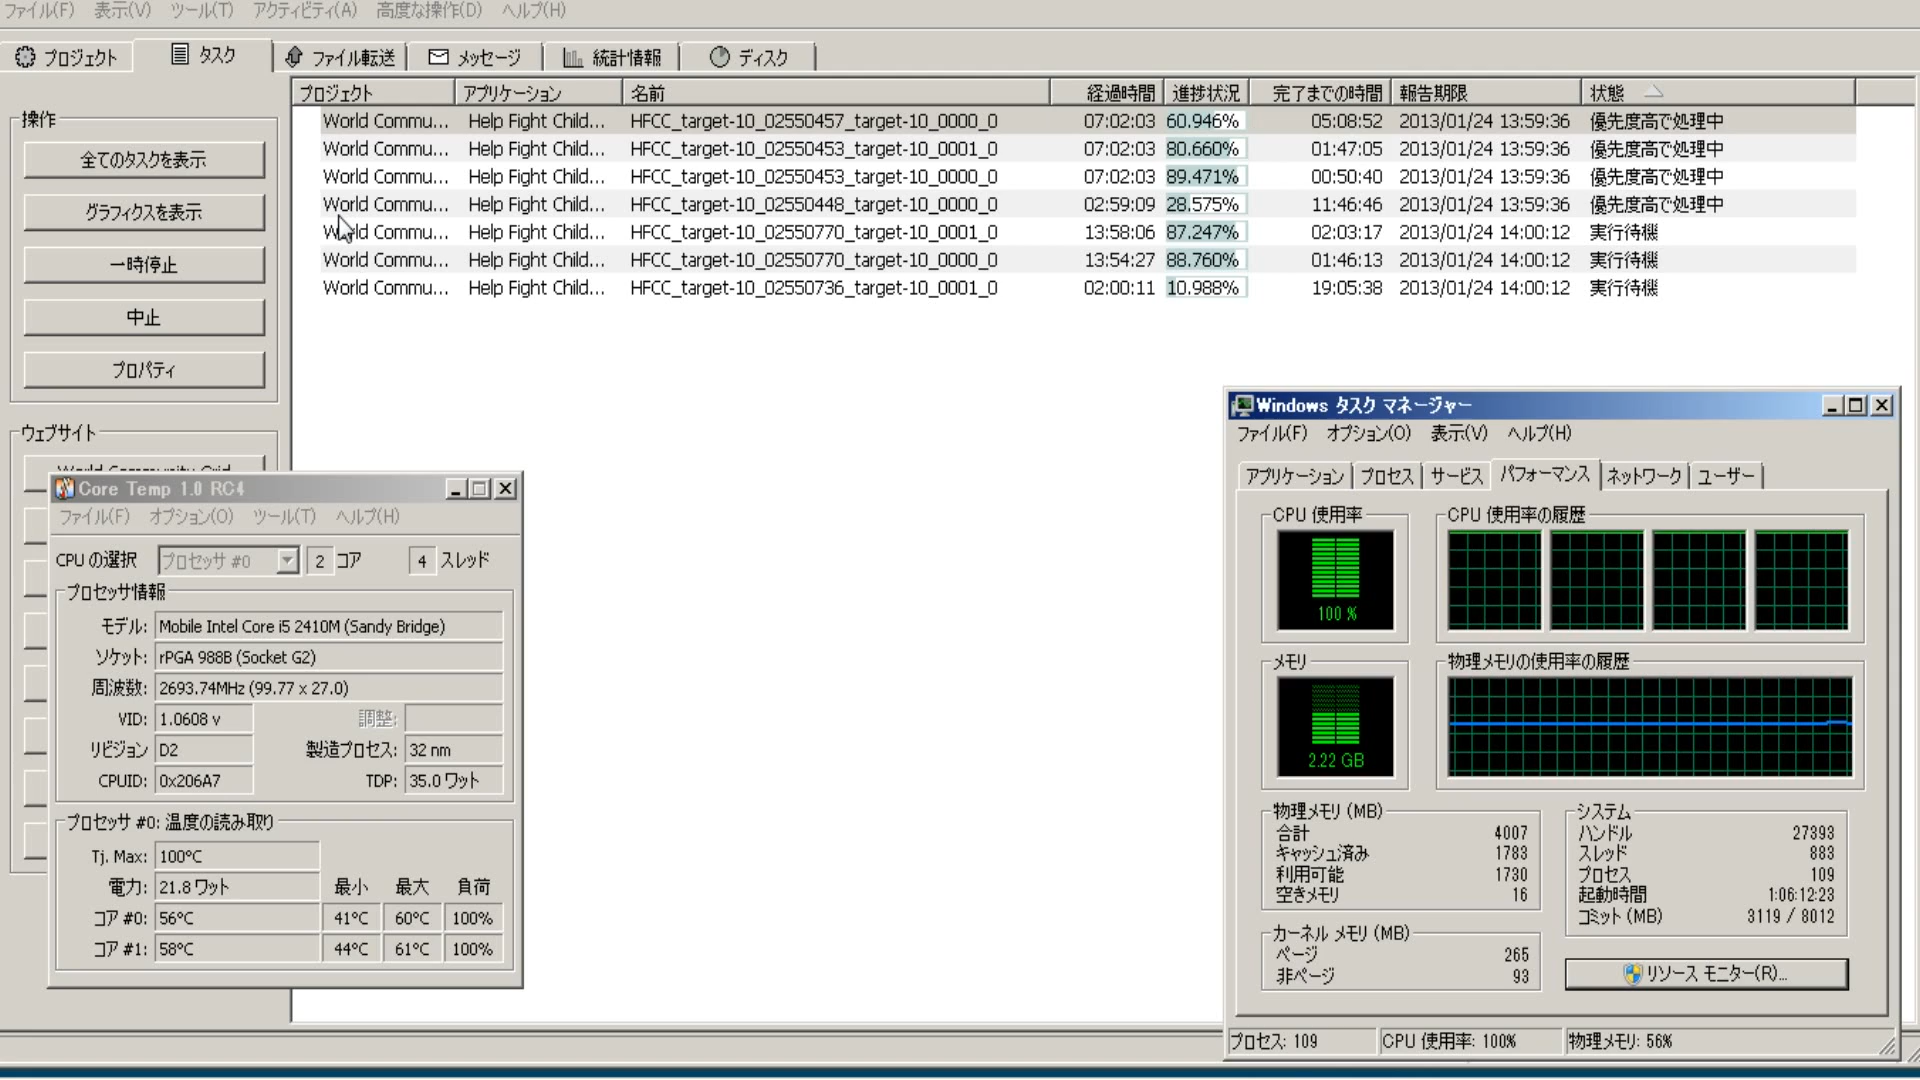 ファイル(F) 表示(V) ツール(T) アクティビティ(A) 高度な操作(D) ヘルプ(H)
プロジェクト タスク ファイル転送 メッセージ 統計情報 ディスク
プロジェクト アプリケーション 名前 経過時間 進捗状況 完了までの時間 報告期限 状態
World Commu... Help Fight Child... HFCC_target-10_02550457_target-10_0000_0 07:02:03 60.946% 05:08:52 2013/01/24 13:59:36 優先度高で処理中
World Commu... Help Fight Child... HFCC_target-10_02550453_target-10_0001_0 07:02:03 80.660% 01:47:05 2013/01/24 13:59:36 優先度高で処理中
World Commu... Help Fight Child... HFCC_target-10_02550453_target-10_0000_0 07:02:03 89.471% 00:50:40 2013/01/24 13:59:36 優先度高で処理中
World Commu... Help Fight Child... HFCC_target-10_02550448_target-10_0000_0 02:59:09 28.575% 11:46:46 2013/01/24 13:59:36 優先度高で処理中
World Commu... Help Fight Child... HFCC_target-10_02550770_target-10_0001_0 13:58:06 87.247% 02:03:17 2013/01/24 14:00:12 実行待機
World Commu... Help Fight Child... HFCC_target-10_02550770_target-10_0000_0 13:54:27 88.760% 01:46:13 2013/01/24 14:00:12 実行待機
World Commu... Help Fight Child... HFCC_target-10_02550736_target-10_0001_0 02:00:11 10.988% 19:05:38 2013/01/24 14:00:12 実行待機
操作
全てのタスクを表示
グラフィクスを表示
一時停止
中止
プロパティ
ウェブサイト
World Community Grid
Core Temp 1.0 RC4
ファイル(F) オプション(O) ツール(T) ヘルプ(H)
CPU の選択 プロセッサ #0 2 コア 4 スレッド
プロセッサ情報
モデル: Mobile Intel Core i5 2410M (Sandy Bridge)
ソケット: rPGA 988B (Socket G2)
周波数: 2693.74MHz (99.77 x 27.0)
VID: 1.0608 v 調整:
リビジョン D2 製造プロセス: 32 nm
CPUID: 0x206A7 TDP: 35.0 ワット
プロセッサ #0: 温度の読み取り
Tj. Max: 100°C
電力: 21.8 ワット 最小 最大 負荷
コア #0: 56°C 41°C 60°C 100%
コア #1: 58°C 44°C 61°C 100%
Windows タスク マネージャー
ファイル(F) オプション(O) 表示(V) ヘルプ(H)
アプリケーション プロセス サービス パフォーマンス ネットワーク ユーザー
CPU 使用率 CPU 使用率の履歴
100 %
メモリ 物理メモリの使用率の履歴
2.22 GB
物理メモリ (MB)
合計 4007
キャッシュ済み 1783
利用可能 1730
空きメモリ 16
カーネル メモリ (MB)
ページ 265
非ページ 93
システム
ハンドル 27393
スレッド 883
プロセス 109
起動時間 1:06:12:23
コミット (MB) 3119 / 8012
リソース モニター(R)...
プロセス: 109 CPU 使用率: 100% 物理メモリ: 56%